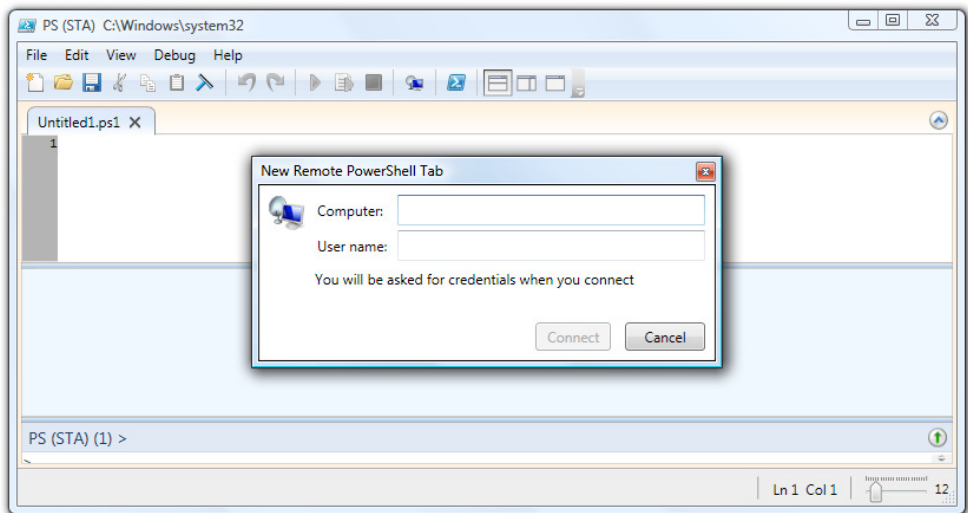 PS (STA) C:\Windows\system32
File Edit View Debug Help
Untitled1.ps1
1
New Remote PowerShell Tab
Computer:
User name:
You will be asked for credentials when you connect
Connect Cancel
PS (STA) (1) >
>
Ln 1 Col 1 12